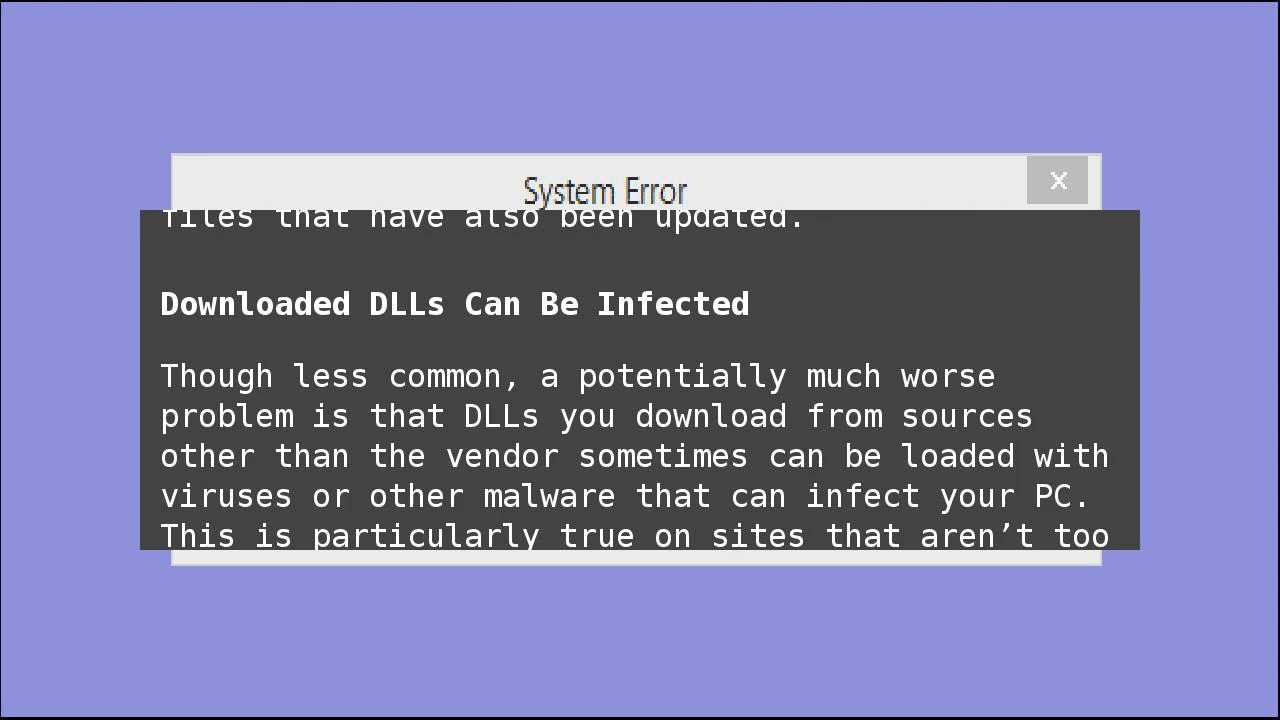 System Error
x
files that have also been updated.
Downloaded DLLs Can Be Infected
Though less common, a potentially much worse
problem is that DLLs you download from sources
other than the vendor sometimes can be loaded with
viruses or other malware that can infect your PC.
This is particularly true on sites that aren’t too